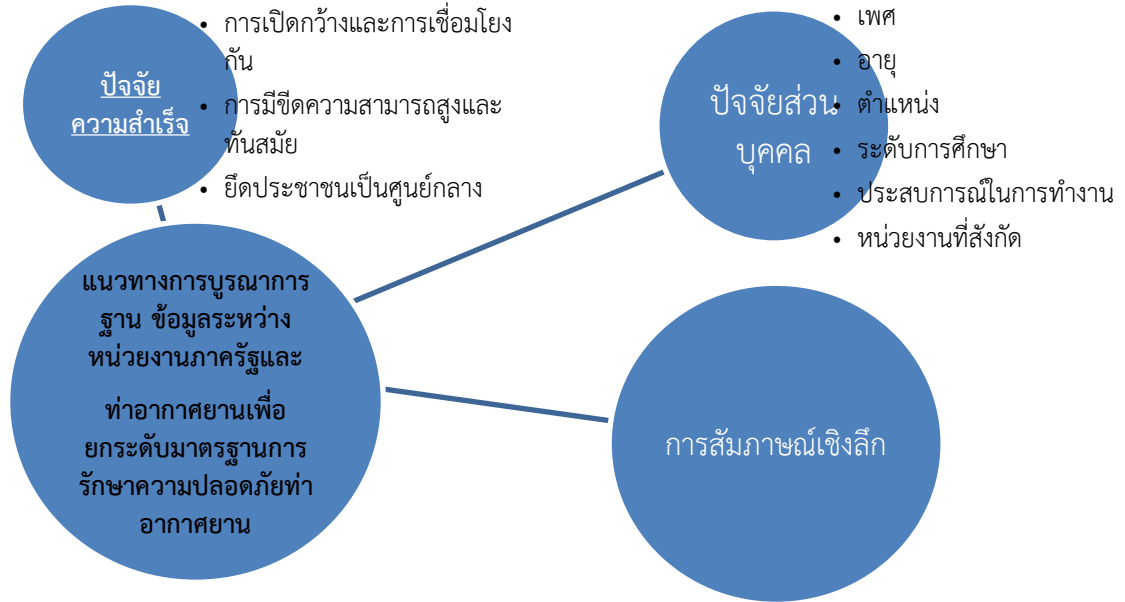 ปัจจัย
ความสำเร็จ
• การเปิดกว้างและการเชื่อมโยง
กัน
• การมีขีดความสามารถสูงและ
ทันสมัย
• ยึดประชาชนเป็นศูนย์กลาง
ปัจจัยส่วน
บุคคล
• เพศ
• อายุ
• ตำแหน่ง
• ระดับการศึกษา
• ประสบการณ์ในการทำงาน
• หน่วยงานที่สังกัด
แนวทางการบูรณาการ
ฐาน ข้อมูลระหว่าง
หน่วยงานภาครัฐและ
ท่าอากาศยานเพื่อ
ยกระดับมาตรฐานการ
รักษาความปลอดภัยท่า
อากาศยาน
การสัมภาษณ์เชิงลึก